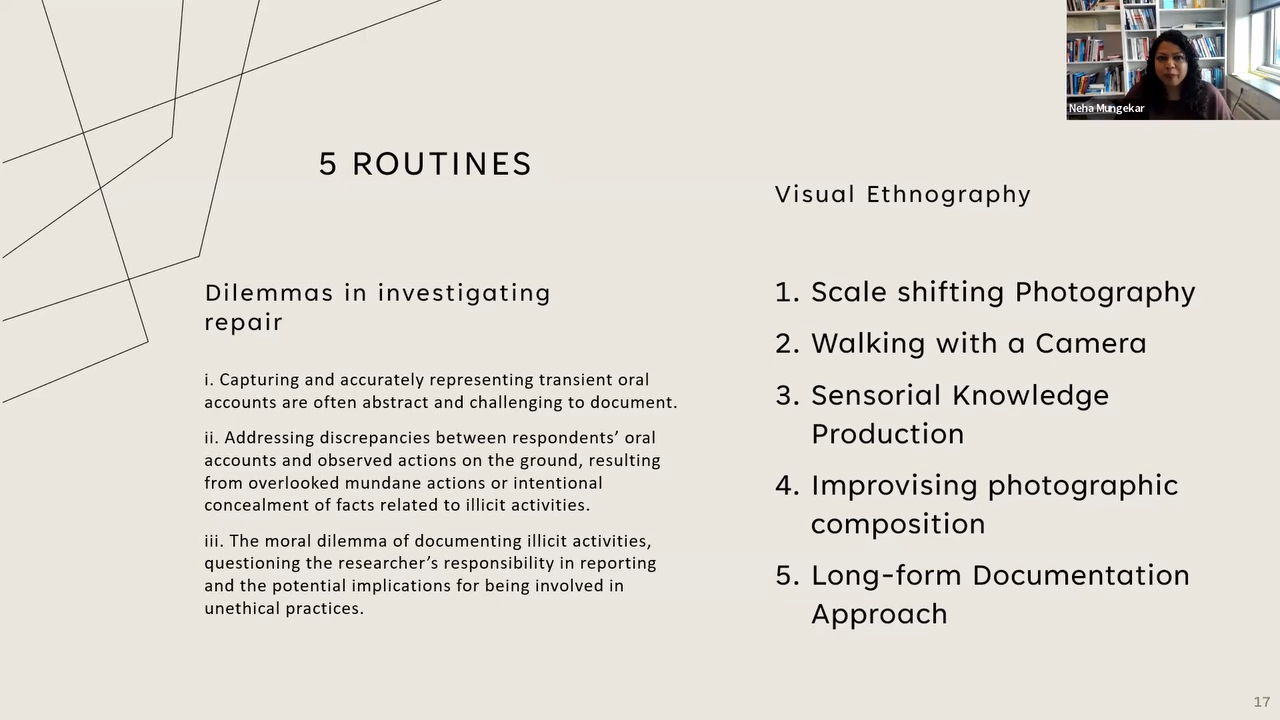 Neha Mungekar
5 ROUTINES
Dilemmas in investigating
repair
i. Capturing and accurately representing transient oral
accounts are often abstract and challenging to document.
ii. Addressing discrepancies between respondents’ oral
accounts and observed actions on the ground, resulting
from overlooked mundane actions or intentional
concealment of facts related to illicit activities.
iii. The moral dilemma of documenting illicit activities,
questioning the researcher’s responsibility in reporting
and the potential implications for being involved in
unethical practices.
Visual Ethnography
1. Scale shifting Photography
2. Walking with a Camera
3. Sensorial Knowledge
Production
4. Improvising photographic
composition
5. Long-form Documentation
Approach
17